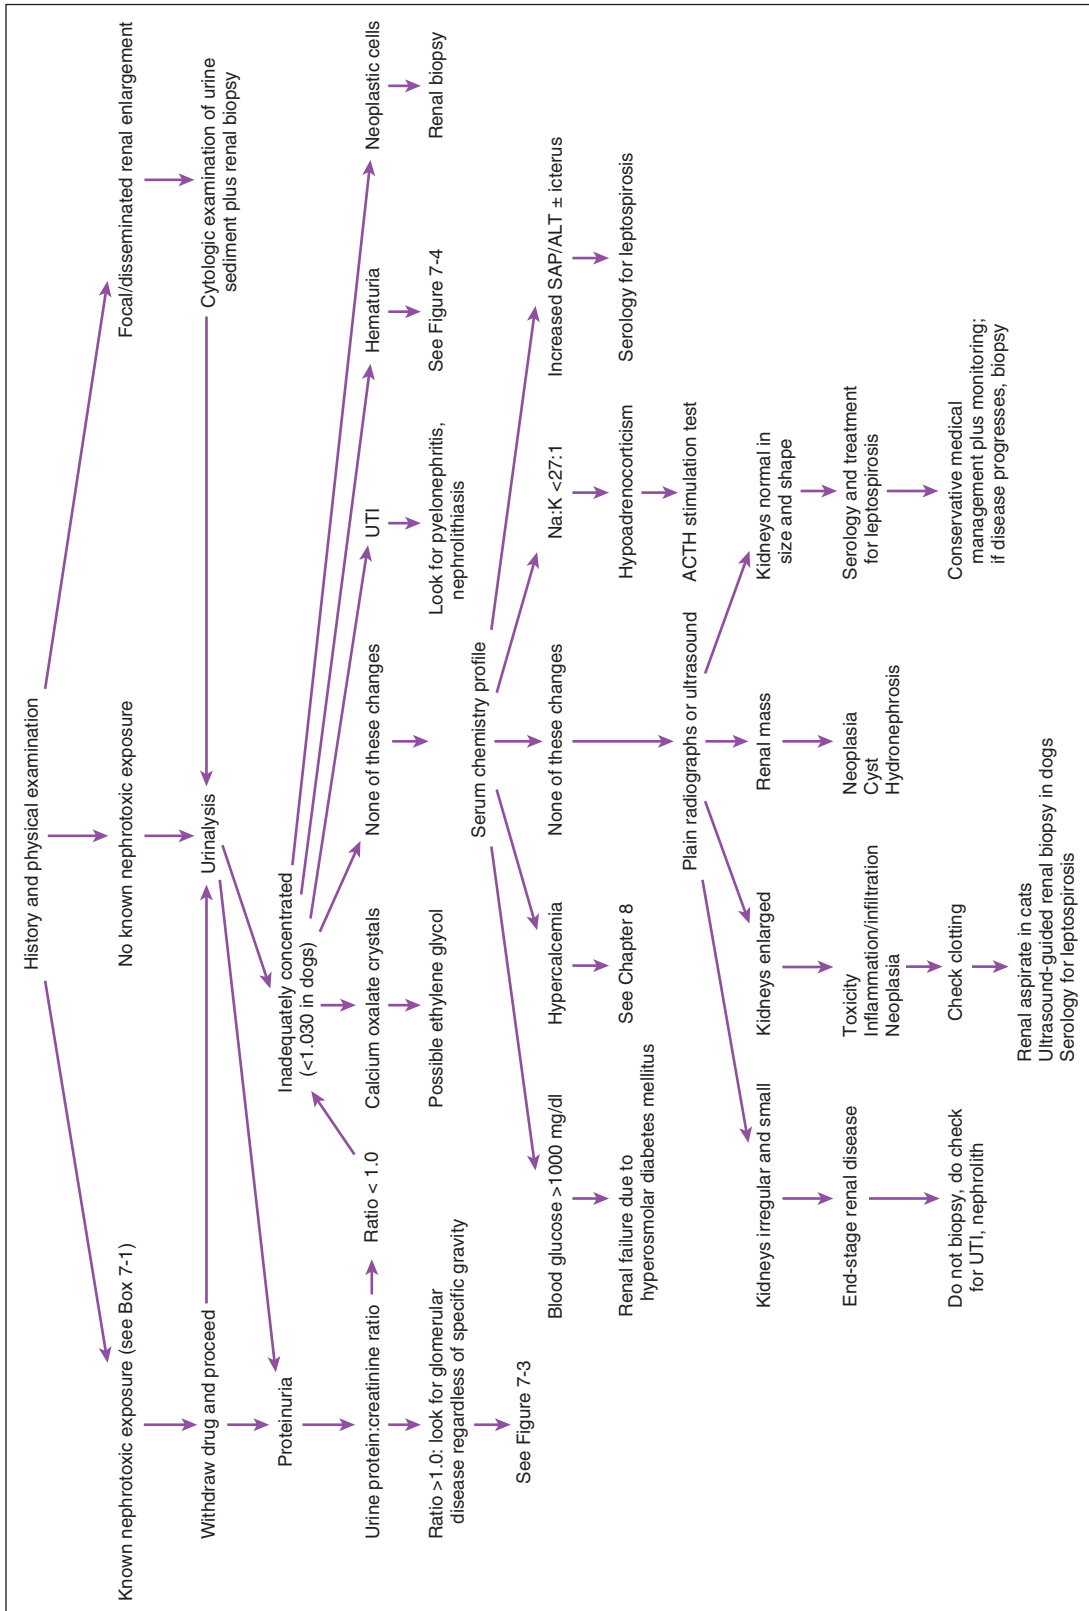 History and physical examination
Known nephrotoxic exposure (see Box 7-1)
No known nephrotoxic exposure
Focal/disseminated renal enlargement
Withdraw drug and proceed
Urinalysis
Cytologic examination of urine
sediment plus renal biopsy
Proteinuria
Inadequately concentrated
(<1.030 in dogs)
Urine protein:creatinine ratio
Ratio < 1.0
Calcium oxalate crystals
None of these changes
UTI
Hematuria
Neoplastic cells
Ratio >1.0: look for glomerular
disease regardless of specific gravity
Possible ethylene glycol
Look for pyelonephritis,
nephrolithiasis
See Figure 7-4
Renal biopsy
See Figure 7-3
Serum chemistry profile
Blood glucose >1000 mg/dl
Hypercalcemia
None of these changes
Na:K <27:1
Increased SAP/ALT ± icterus
Renal failure due to
hyperosmolar diabetes mellitus
See Chapter 8
Hypoadrenocorticism
Serology for leptospirosis
ACTH stimulation test
Plain radiographs or ultrasound
Kidneys irregular and small
Kidneys enlarged
Renal mass
Kidneys normal in
size and shape
End-stage renal disease
Toxicity
Inflammation/infiltration
Neoplasia
Neoplasia
Cyst
Hydronephrosis
Serology and treatment
for leptospirosis
Do not biopsy, do check
for UTI, nephrolith
Check clotting
Conservative medical
management plus monitoring;
if disease progresses, biopsy
Renal aspirate in cats
Ultrasound-guided renal biopsy in dogs
Serology for leptospirosis